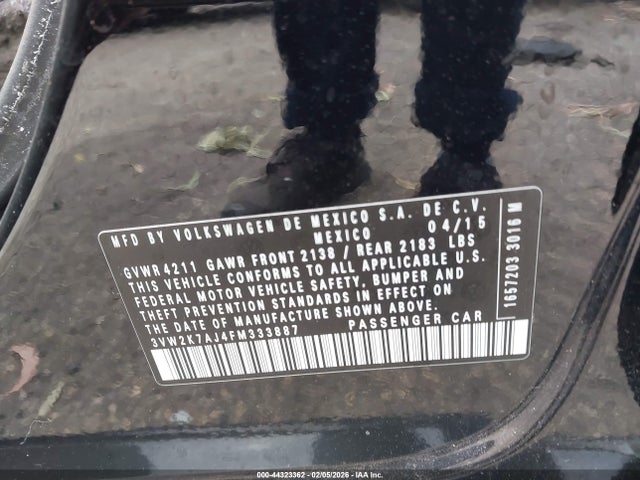 MFD BY VOLKSWAGEN DE MEXICO S.A. DE C.V.
MEXICO 04/15
GVWR 4211 GAWR FRONT 2138 / REAR 2183 LBS
THIS VEHICLE CONFORMS TO ALL APPLICABLE U.S.
FEDERAL MOTOR VEHICLE SAFETY, BUMPER AND
THEFT PREVENTION STANDARDS IN EFFECT ON
THE DATE OF MANUFACTURE SHOWN ABOVE.
3VW2K7AJ4FM333887 PASSENGER CAR
1657203 3016 M
000-44323362 - 02/05/2026 - IAA Inc.